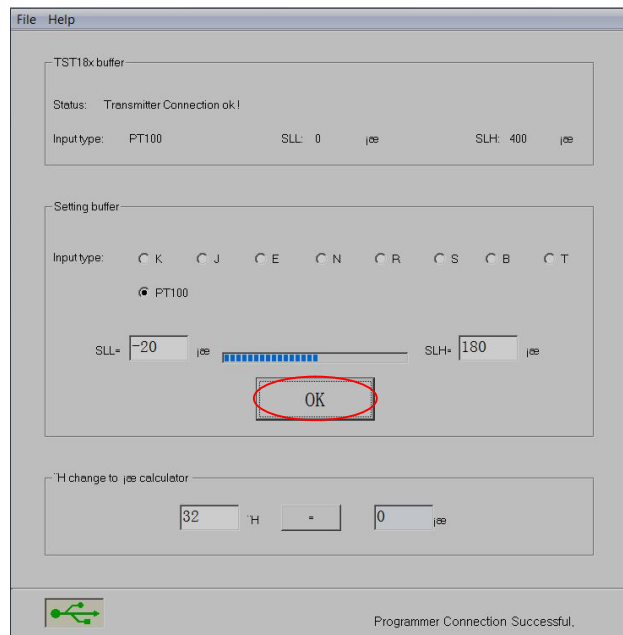 File Help
TST18x buffer
Status: Transmitter Connection ok !
Input type: PT100 SLL: 0 ¡æ SLH: 400 ¡æ
Setting buffer
Input type: K J E N R S B T
PT100
SLL= -20 ¡æ SLH= 180 ¡æ
OK
¨H change to ¡æ calculator
32 ¨H = 0 ¡æ
Programmer Connection Successful.